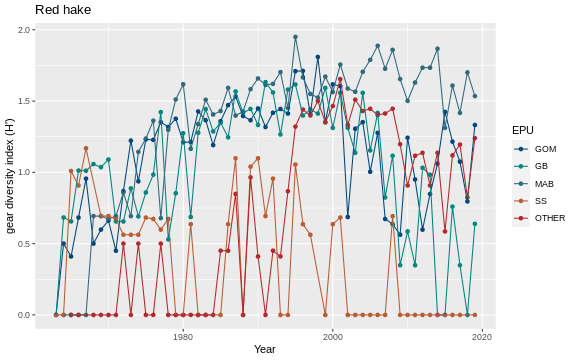 Red hake
gear diversity index (H')
2.0
1.5
1.0
0.5
0.0
1980
2000
2020
Year
EPU
GOM
GB
MAB
SS
OTHER